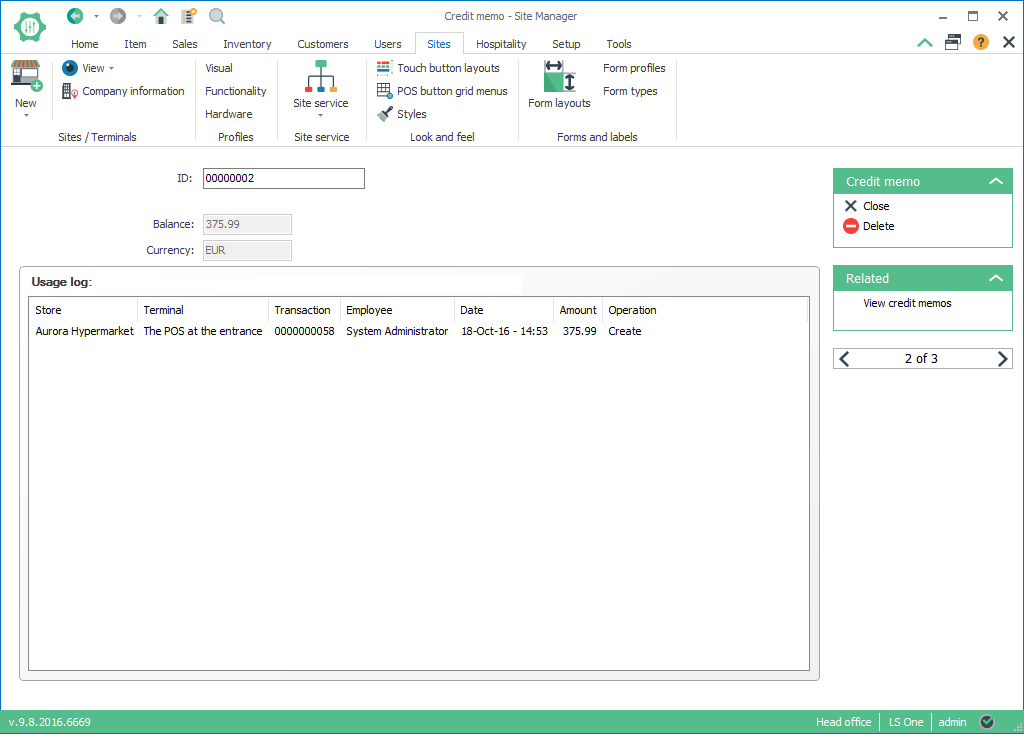 Credit memo - Site Manager
Home Item Sales Inventory Customers Users Sites Hospitality Setup Tools
New
View
Company information
Sites / Terminals
Visual
Functionality
Hardware
Profiles
Site service
Site service
Touch button layouts
POS button grid menus
Styles
Look and feel
Form layouts
Form profiles
Form types
Forms and labels
ID: 00000002
Balance: 375.99
Currency: EUR
Usage log:
Store Terminal Transaction Employee Date Amount Operation
Aurora Hypermarket The POS at the entrance 0000000058 System Administrator 18-Oct-16 - 14:53 375.99 Create
Credit memo
Close
Delete
Related
View credit memos
2 of 3
v.9.8.2016.6669 Head office LS One admin